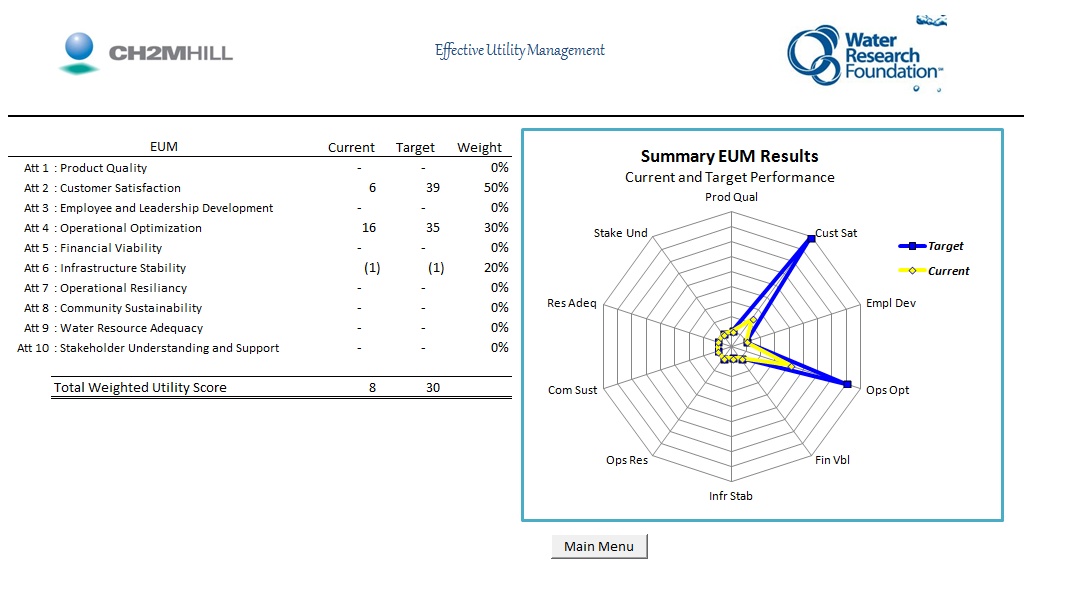 CH2MHILL
Effective Utility Management
Water
Research
Foundation℠
EUM Current Target Weight
Att 1 : Product Quality - - 0%
Att 2 : Customer Satisfaction 6 39 50%
Att 3 : Employee and Leadership Development - - 0%
Att 4 : Operational Optimization 16 35 30%
Att 5 : Financial Viability - - 0%
Att 6 : Infrastructure Stability (1) (1) 20%
Att 7 : Operational Resiliancy - - 0%
Att 8 : Community Sustainability - - 0%
Att 9 : Water Resource Adequacy - - 0%
Att 10 : Stakeholder Understanding and Support - - 0%
Total Weighted Utility Score 8 30
Summary EUM Results
Current and Target Performance
Prod Qual
Cust Sat
Empl Dev
Ops Opt
Fin Vbl
Infr Stab
Ops Res
Com Sust
Res Adeq
Stake Und
Target
Current
Main Menu